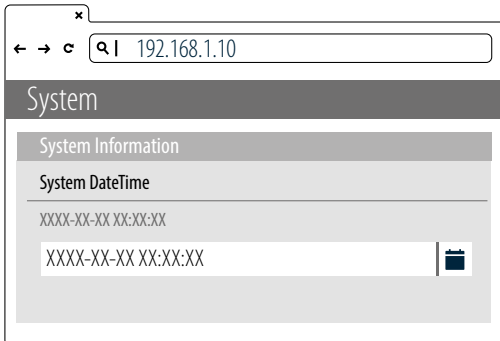 192.168.1.10
System
System Information
System DateTime
XXXX-XX-XX XX:XX:XX
XXXX-XX-XX XX:XX:XX